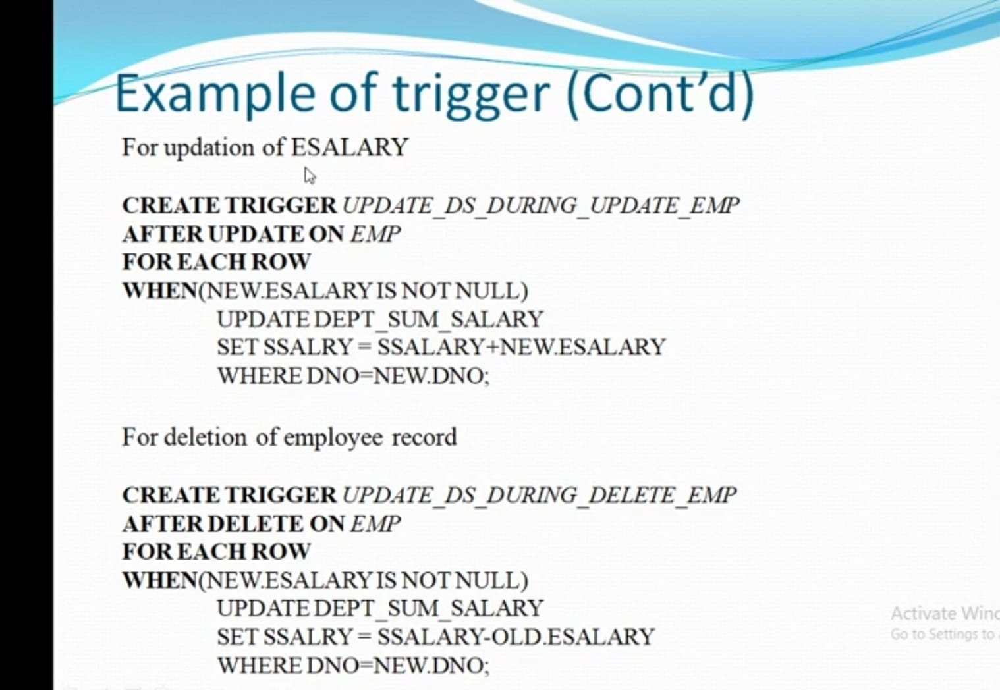 Example of trigger (Cont’d)
For updation of ESALARY
CREATE TRIGGER UPDATE_DS_DURING_UPDATE_EMP
AFTER UPDATE ON EMP
FOR EACH ROW
WHEN(NEW.ESALARY IS NOT NULL)
UPDATE DEPT_SUM_SALARY
SET SSALRY = SSALARY+NEW.ESALARY
WHERE DNO=NEW.DNO;
For deletion of employee record
CREATE TRIGGER UPDATE_DS_DURING_DELETE_EMP
AFTER DELETE ON EMP
FOR EACH ROW
WHEN(NEW.ESALARY IS NOT NULL)
UPDATE DEPT_SUM_SALARY
SET SSALRY = SSALARY-OLD.ESALARY
WHERE DNO=NEW.DNO;
Activate Wind
Go to Settings to